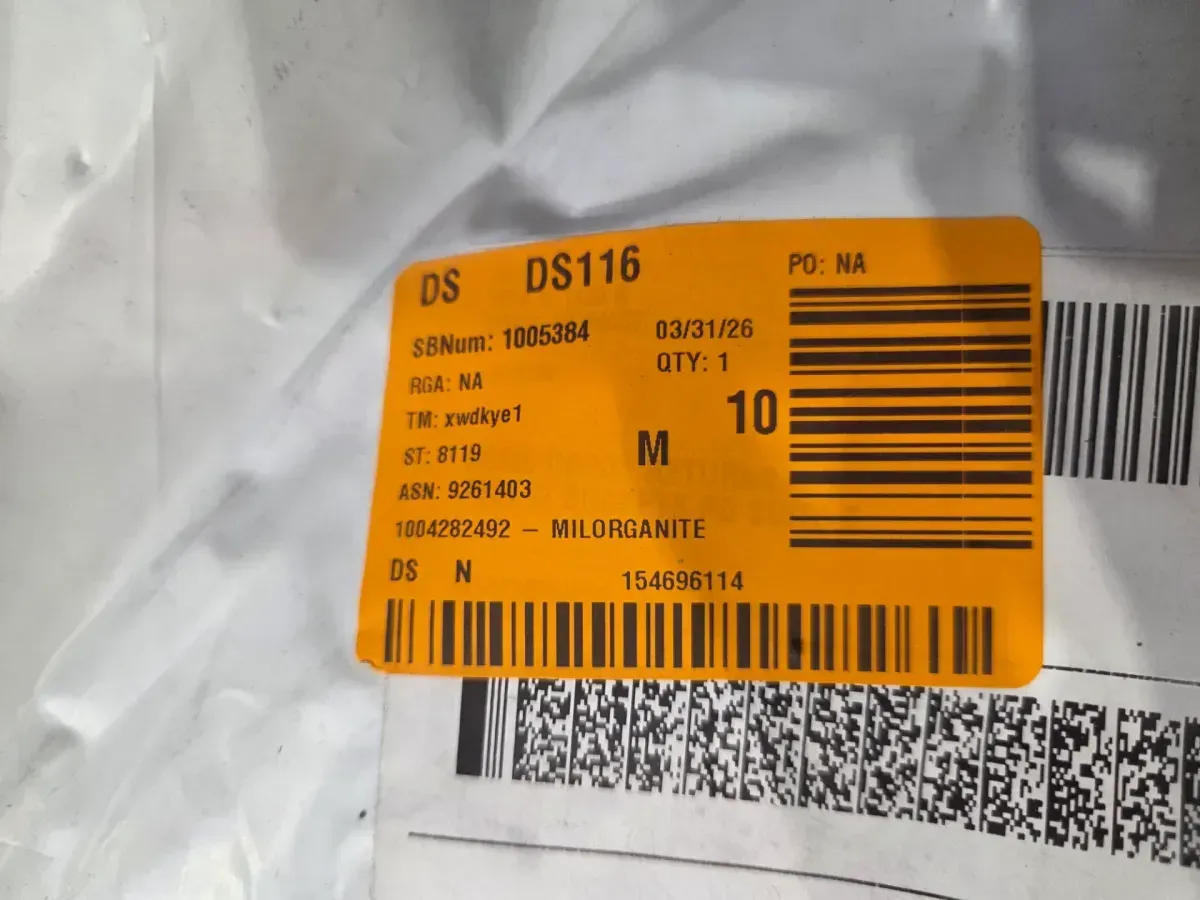 DS DS116 PO: NA
SBNum: 1005384 03/31/26
RGA: NA QTY: 1
TM: xwdkye1 10
ST: 8119 M
ASN: 9261403
1004282492 – MILORGANITE
DS N 154696114